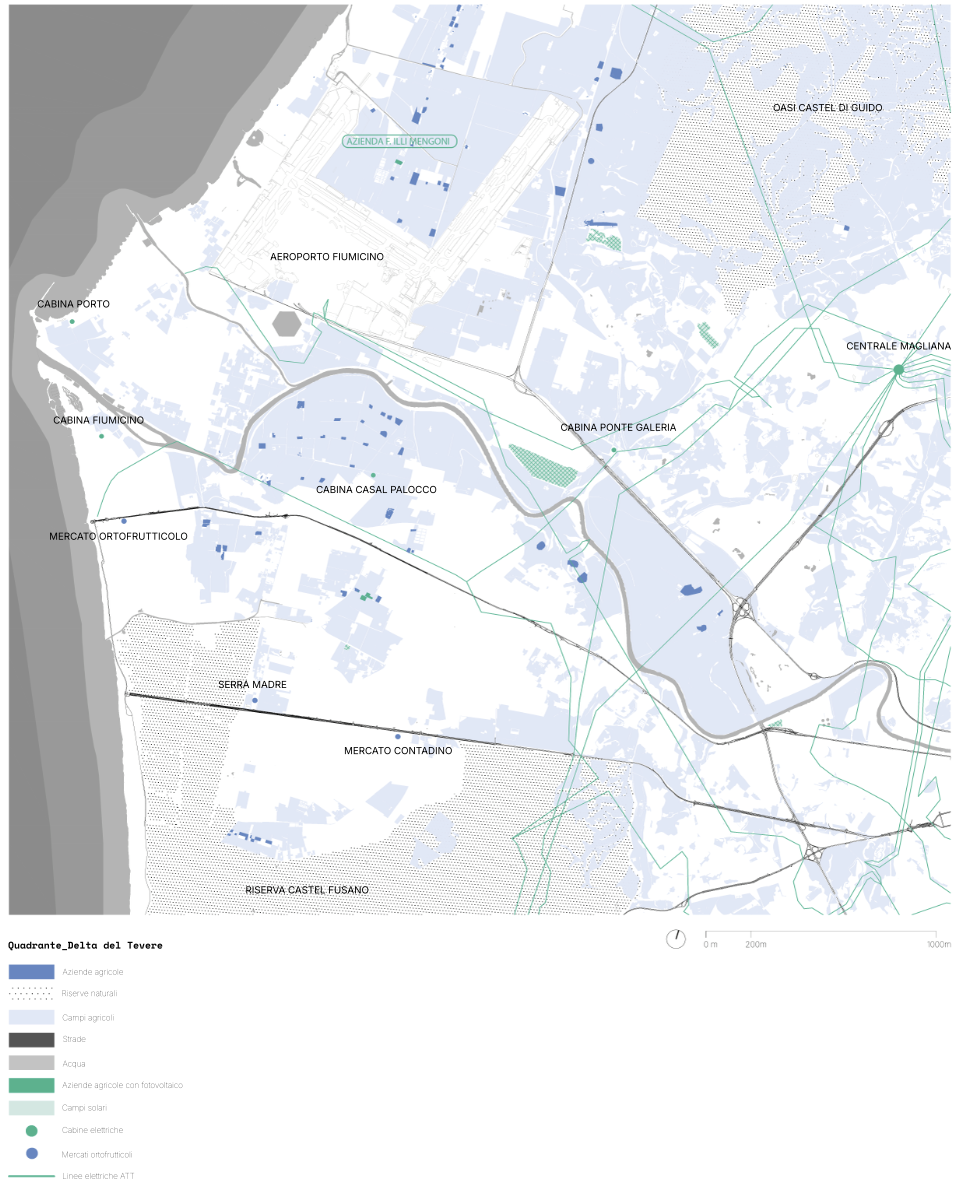 OASI CASTEL DI GUIDO
AZIENDA F.ILLI MENGONI
AEROPORTO FIUMICINO
CABINA PORTO
CENTRALE MAGLIANA
CABINA FIUMICINO
CABINA PONTE GALERIA
CABINA CASAL PALOCCO
MERCATO ORTOFRUTTICOLO
SERRA MADRE
MERCATO CONTADINO
RISERVA CASTEL FUSANO
0 m 200m 1000m
Quadrante_Delta del Tevere
Aziende agricole
Riserve naturali
Campi agricoli
Strade
Acqua
Aziende agricole con fotovoltaico
Campi solari
Cabine elettriche
Mercati ortofrutticoli
Linee elettriche ATT